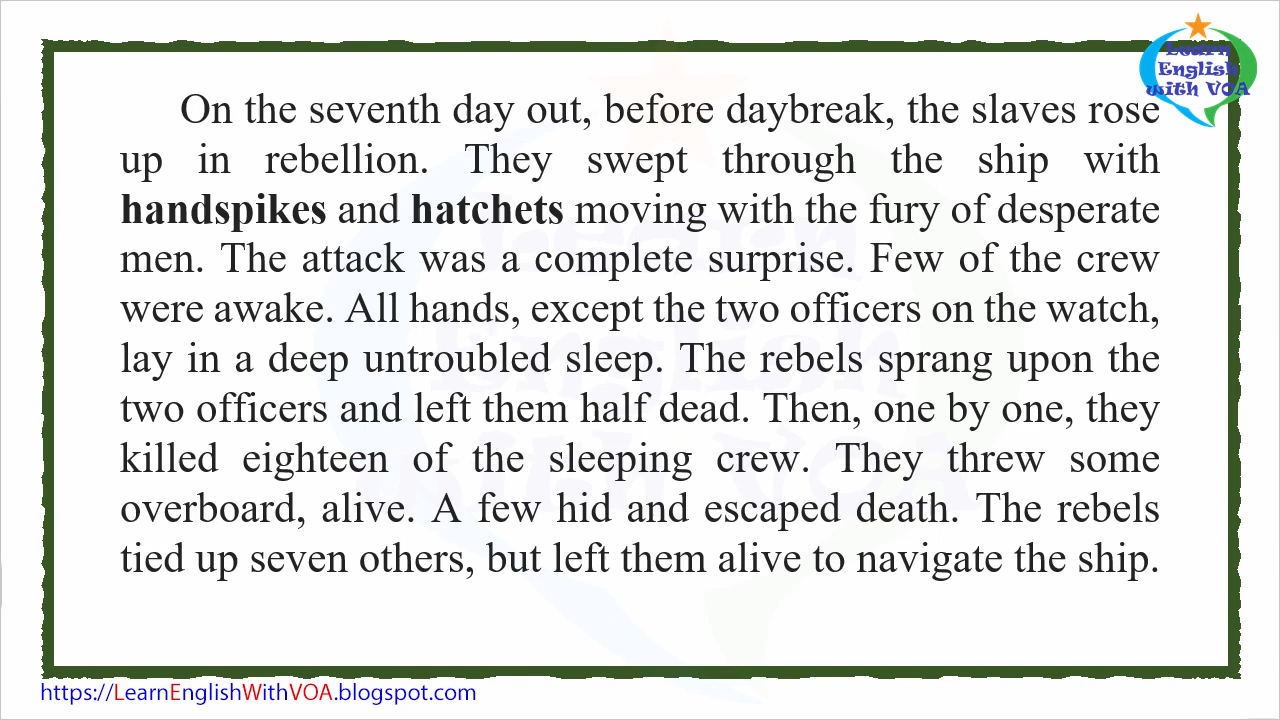 Learn
English
with VOA
On the seventh day out, before daybreak, the slaves rose
up in rebellion. They swept through the ship with
handspikes and hatchets moving with the fury of desperate
men. The attack was a complete surprise. Few of the crew
were awake. All hands, except the two officers on the watch,
lay in a deep untroubled sleep. The rebels sprang upon the
two officers and left them half dead. Then, one by one, they
killed eighteen of the sleeping crew. They threw some
overboard, alive. A few hid and escaped death. The rebels
tied up seven others, but left them alive to navigate the ship.
https://LearnEnglishWithVOA.blogspot.com